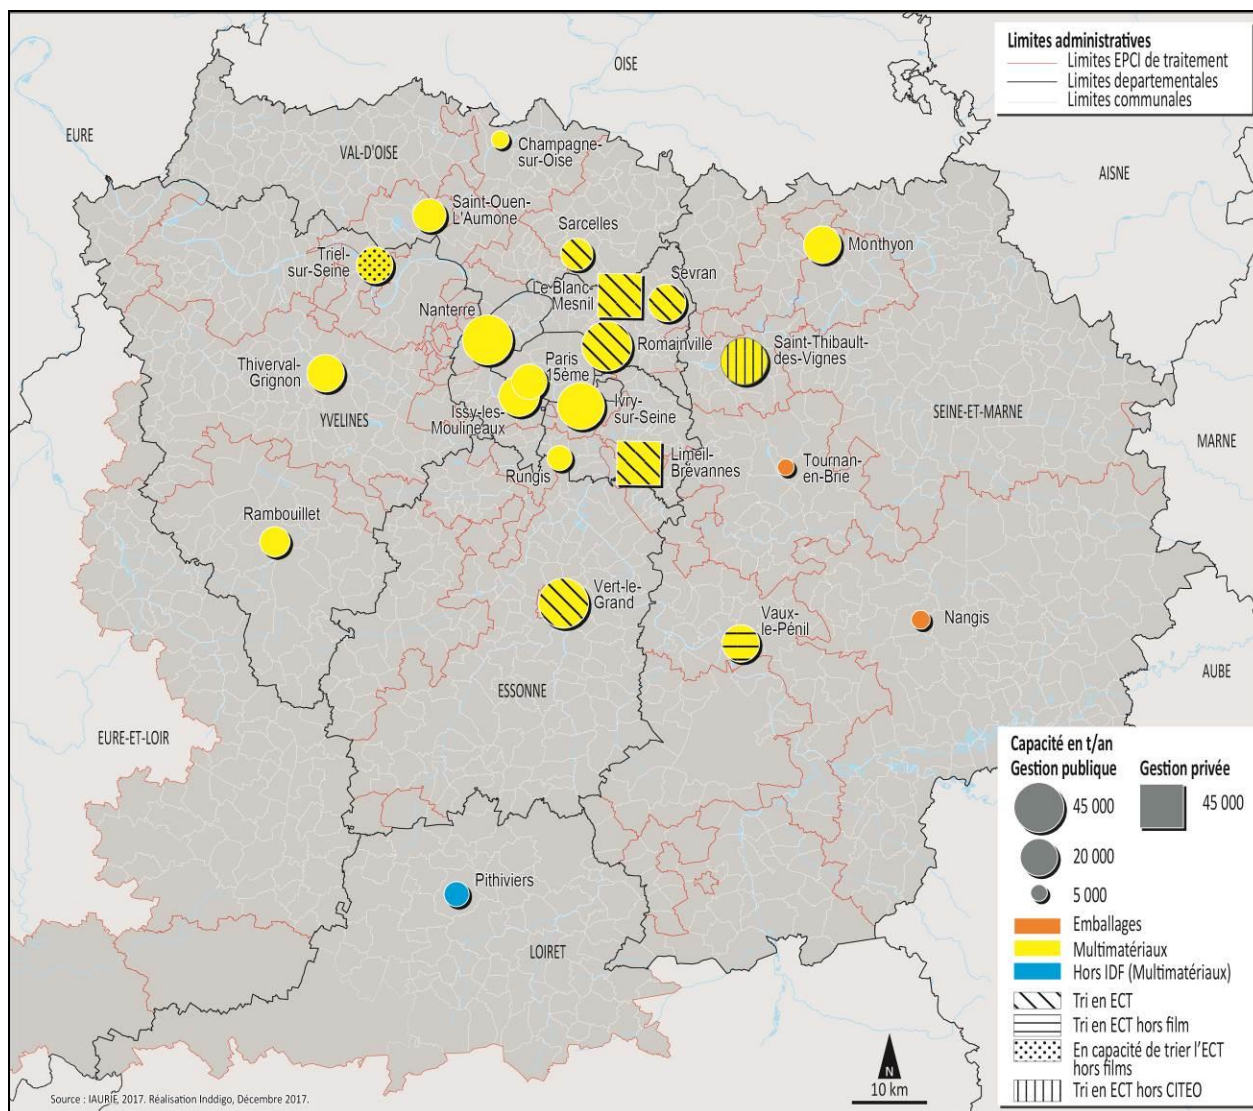 Limites administratives
Limites EPCI de traitement
Limites departementales
Limites communales
OISE
EURE
VAL-D'OISE
AISNE
Champagne-
sur-Oise
Saint-Ouen-
L'Aumone
Sarcelles
Monthyon
Triel-
sur-Seine
Le Blanc-
Mesnil
Sevran
Nanterre
Romainville
Saint-Thibault-
des-Vignes
Thiverval-
Grignon
Paris
15ème
YVELINES
Issy-les-
Moulineaux
Ivry-
sur-Seine
SEINE-ET-MARNE
MARNE
Rungis
Limeil-
Brévannes
Tournan-
en-Brie
Rambouillet
Vert-le-
Grand
Vaux-
le-Pénil
Nangis
AUBE
ESSONNE
EURE-ET-LOIR
Pithiviers
LOIRET
Capacité en t/an
Gestion publique
Gestion privée
45 000
45 000
20 000
5 000
Emballages
Multimatériaux
Hors IDF (Multimatériaux)
Tri en ECT
Tri en ECT hors film
En capacité de trier l'ECT
hors films
Tri en ECT hors CITEO
N
10 km
Source : IAURIF, 2017. Réalisation Inddigo, Décembre 2017.